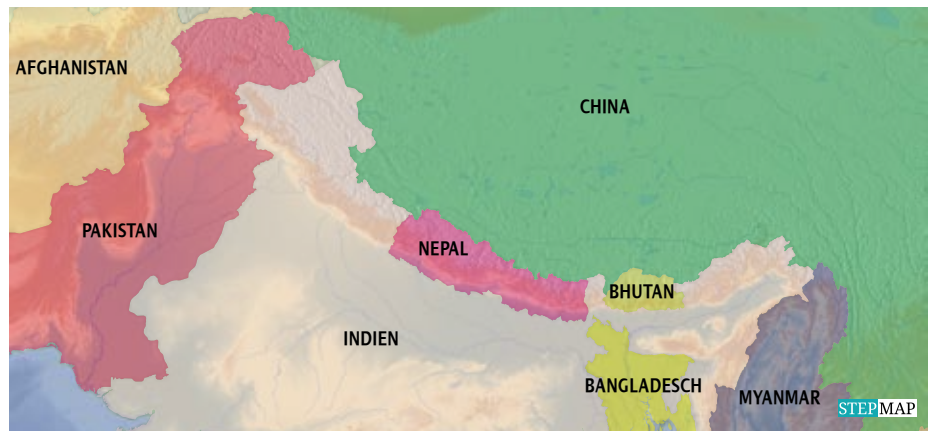 AFGHANISTAN
CHINA
PAKISTAN
NEPAL
BHUTAN
INDIEN
BANGLADESCH
MYANMAR
STEPMAP